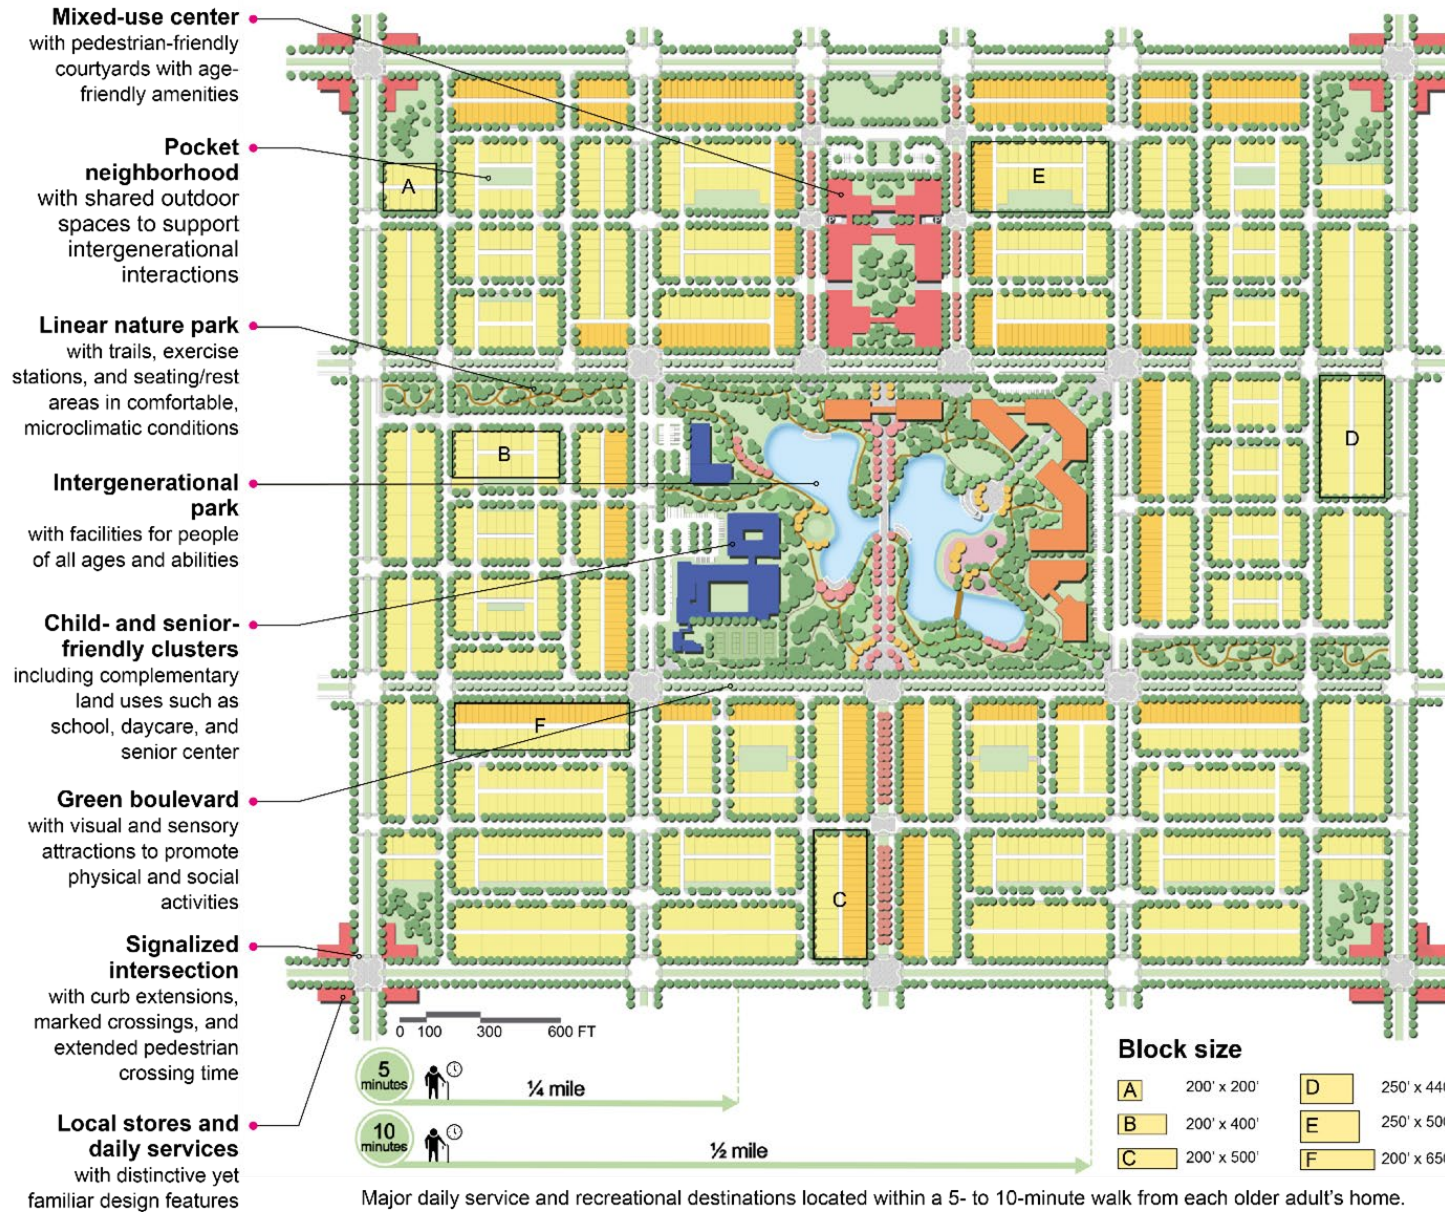 Mixed-use center
with pedestrian-friendly
courtyards with age-
friendly amenities
Pocket
neighborhood
with shared outdoor
spaces to support
intergenerational
interactions
Linear nature park
with trails, exercise
stations, and seating/rest
areas in comfortable,
microclimatic conditions
Intergenerational
park
with facilities for people
of all ages and abilities
Child- and senior-
friendly clusters
including complementary
land uses such as
school, daycare, and
senior center
Green boulevard
with visual and sensory
attractions to promote
physical and social
activities
Signalized
intersection
with curb extensions,
marked crossings, and
extended pedestrian
crossing time
Local stores and
daily services
with distinctive yet
familiar design features
A
E
P
P
B
D
F
C
0 100 300 600 FT
5
minutes
¼ mile
10
minutes
½ mile
Block size
A 200' x 200'
B 200' x 400'
C 200' x 500'
D 250' x 440
E 250' x 500
F 200' x 650
Major daily service and recreational destinations located within a 5- to 10-minute walk from each older adult's home.